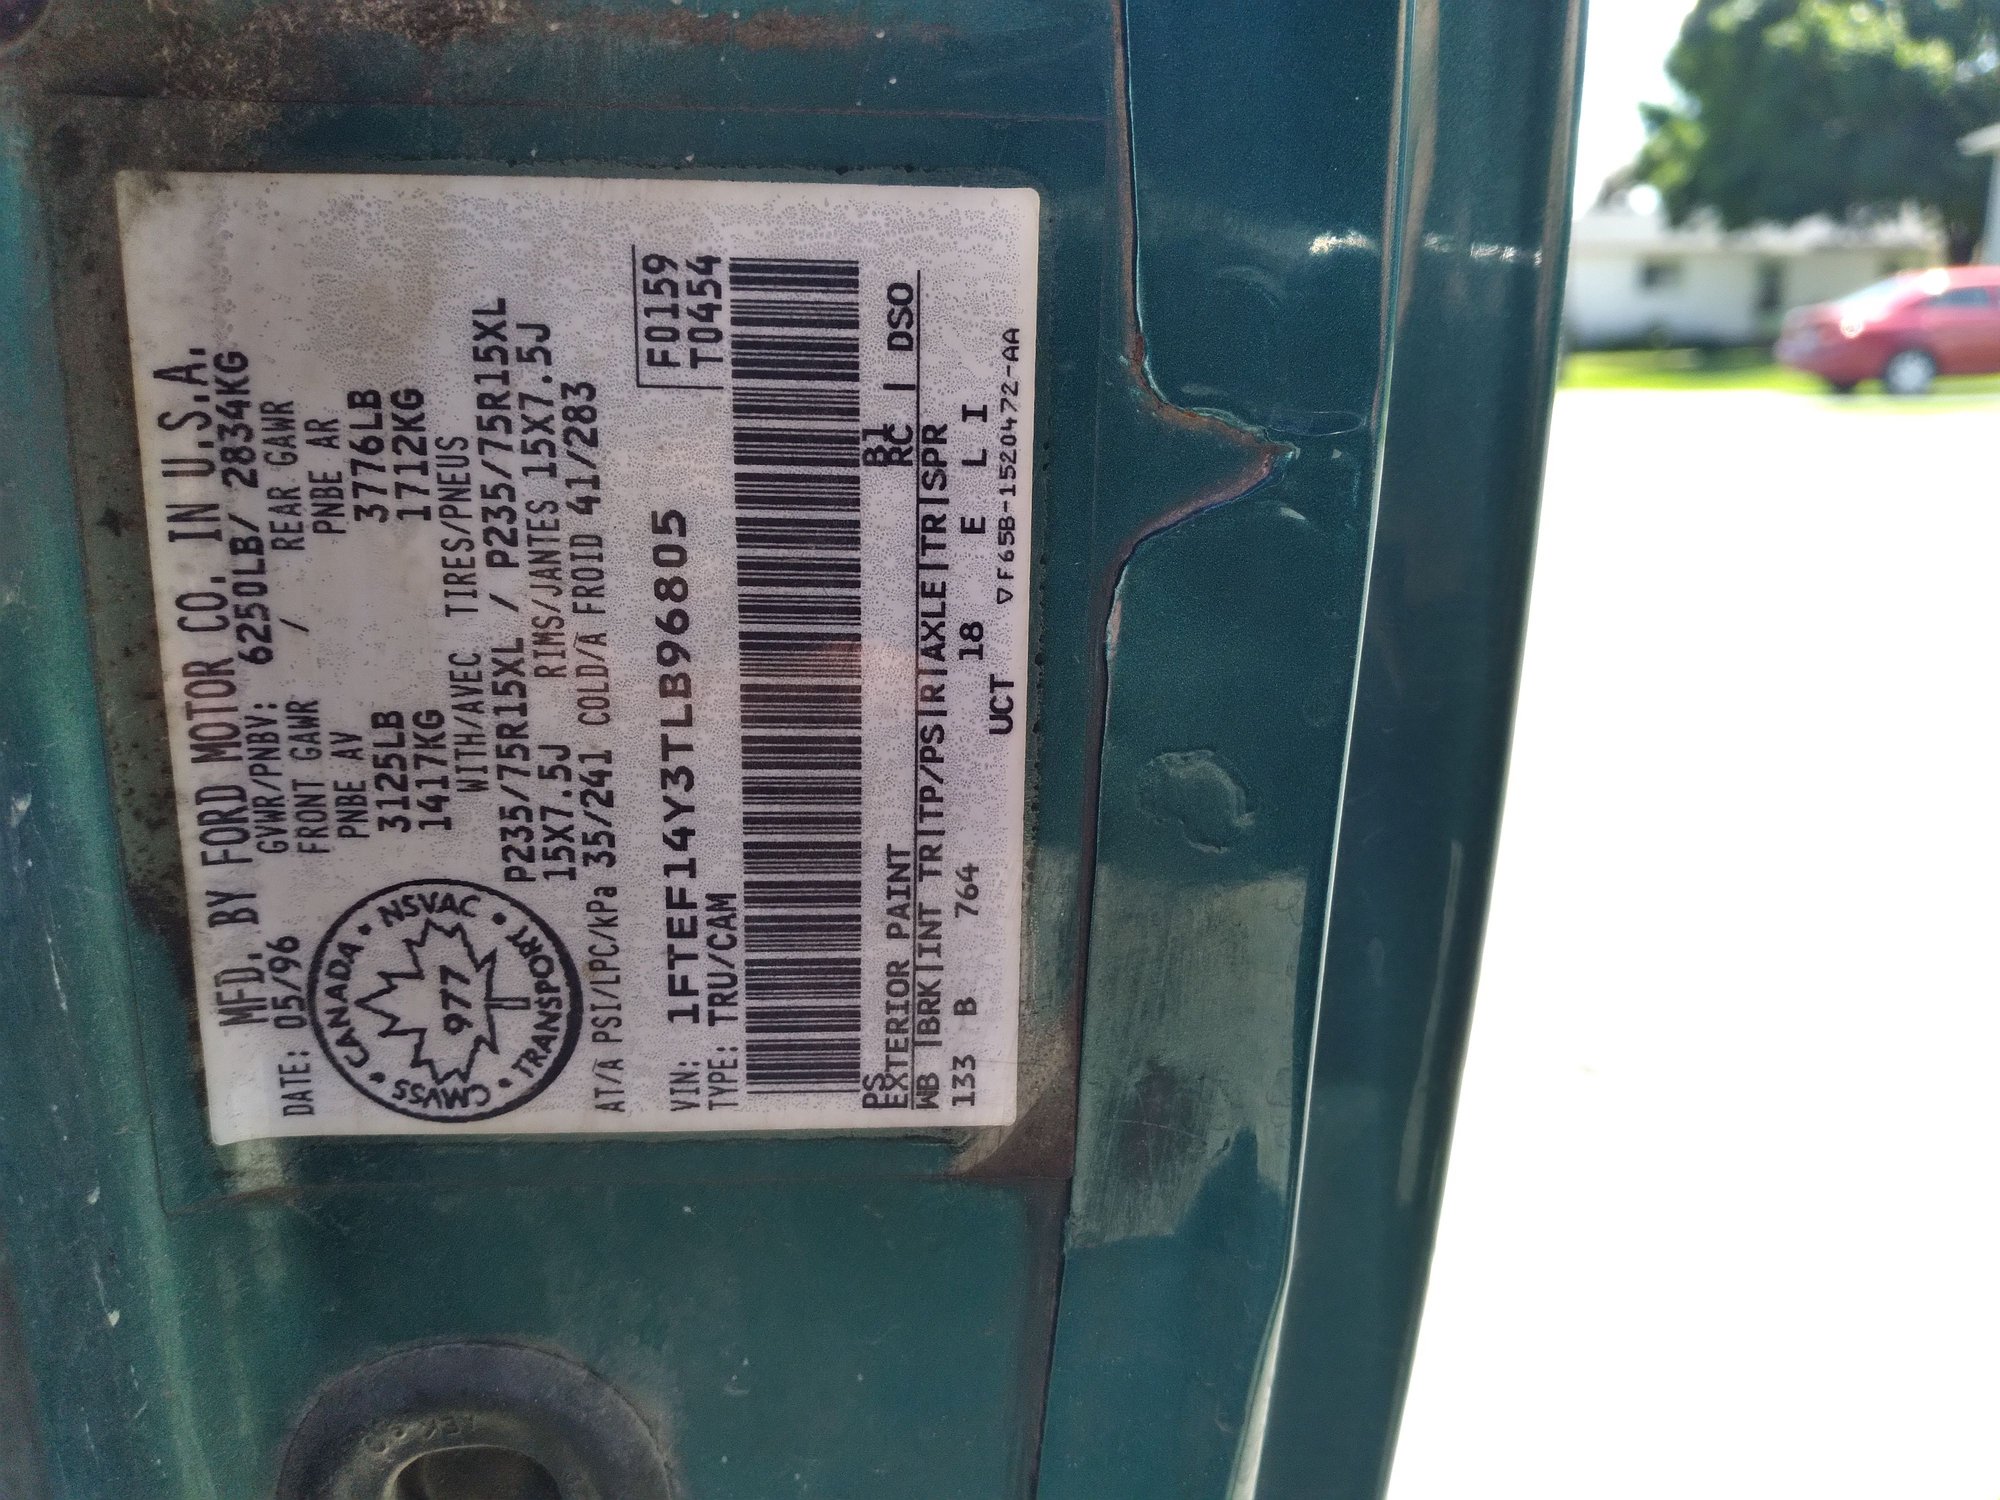 MFD. BY FORD MOTOR CO. IN U.S.A.
DATE: 05/96 GVWR/PNBV: 6250LB/ 2834KG
FRONT GAWR / REAR GAWR
PNBE AV PNBE AR
3125LB 3776LB
1417KG 1712KG
WITH/AVEC TIRES/PNEUS
P235/75R15XL / P235/75R15XL
15X7.5J RIMS/JANTES 15X7.5J
AT/A PSI/LPC/kPa 35/241 COLD/A FROID 41/283
CANADA • NSVAC • TRANSPORT • CMVSS •
977
VIN: 1FTEF14Y3TLB96805 F0159
TYPE: TRU/CAM T0454
PS B1
EXTERIOR PAINT RC | DSO
WB |BRK|INT TR|TP/PS|R|AXLE|TR|SPR
133 B 764 18 E L I
UCT ▽F65B-1520472-AA